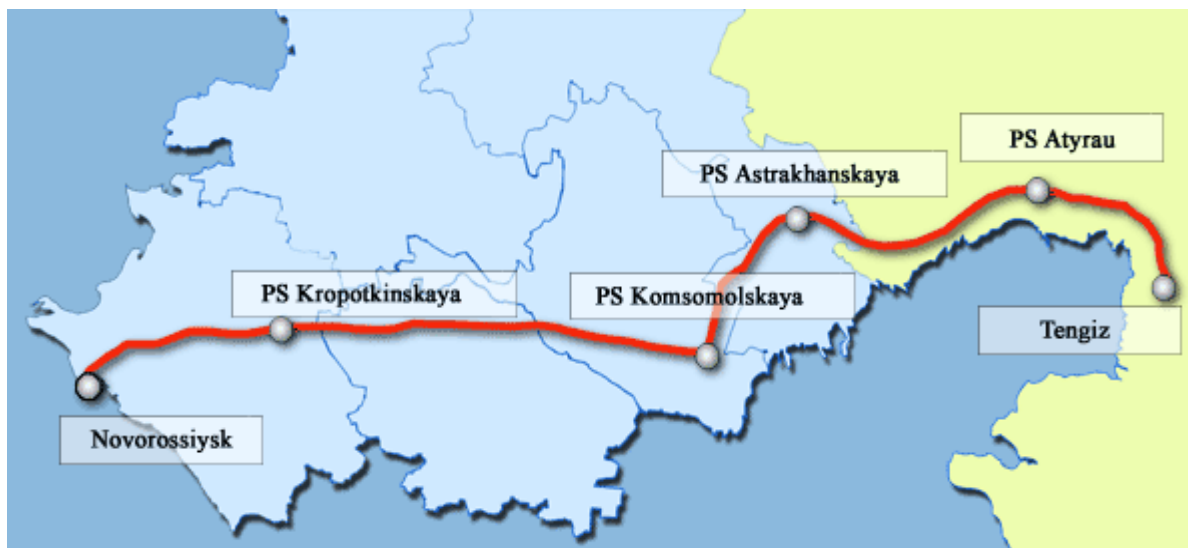 PS Atyrau
PS Astrakhanskaya
PS Kropotkinskaya
PS Komsomolskaya
Tengiz
Novorossiysk